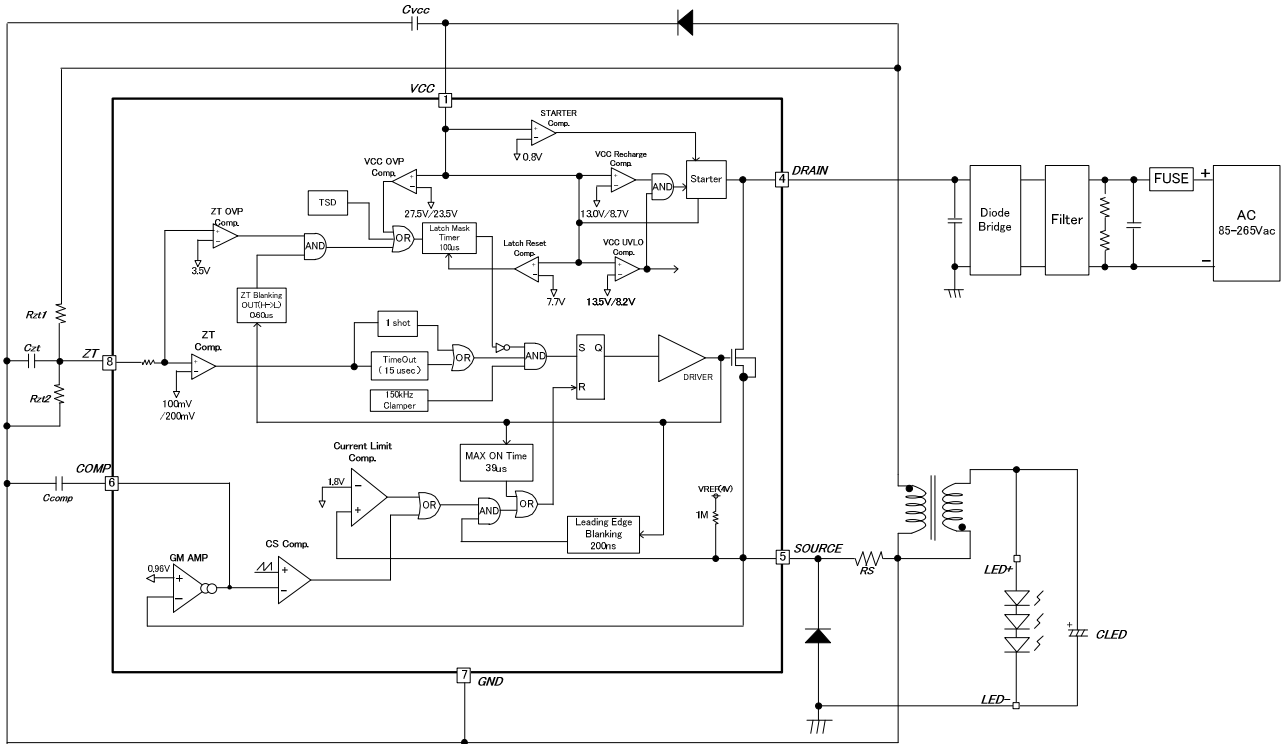 Cvcc
VCC
1
STARTER
Comp.
0.8V
VCC OVP
Comp.
27.5V/23.5V
VCC Recharge
Comp.
13.0V/8.7V
AND
Starter
4
DRAIN
FUSE
+
−
AC
85-265Vac
Diode
Bridge
Filter
TSD
ZT OVP
Comp.
3.5V
AND
OR
Latch Mask
Timer
100us
Latch Reset
Comp.
7.7V
VCC UVLO
Comp.
13.5V/8.2V
ZT Blanking
OUT(H->L)
0.60us
Rzt1
Czt
ZT
8
Rzt2
ZT
Comp.
100mV
/200mV
1 shot
TimeOut
( 15 usec)
OR
AND
150kHz
Clamper
S
Q
R
DRIVER
MAX ON Time
39us
Current Limit
Comp.
1.8V
−
+
OR
AND
OR
VREF(4V)
1M
Leading Edge
Blanking
200ns
COMP
6
Ccomp
GM AMP
0.96V
+
−
CS Comp.
+
−
5
SOURCE
RS
LED+
+
CLED
LED-
7
GND